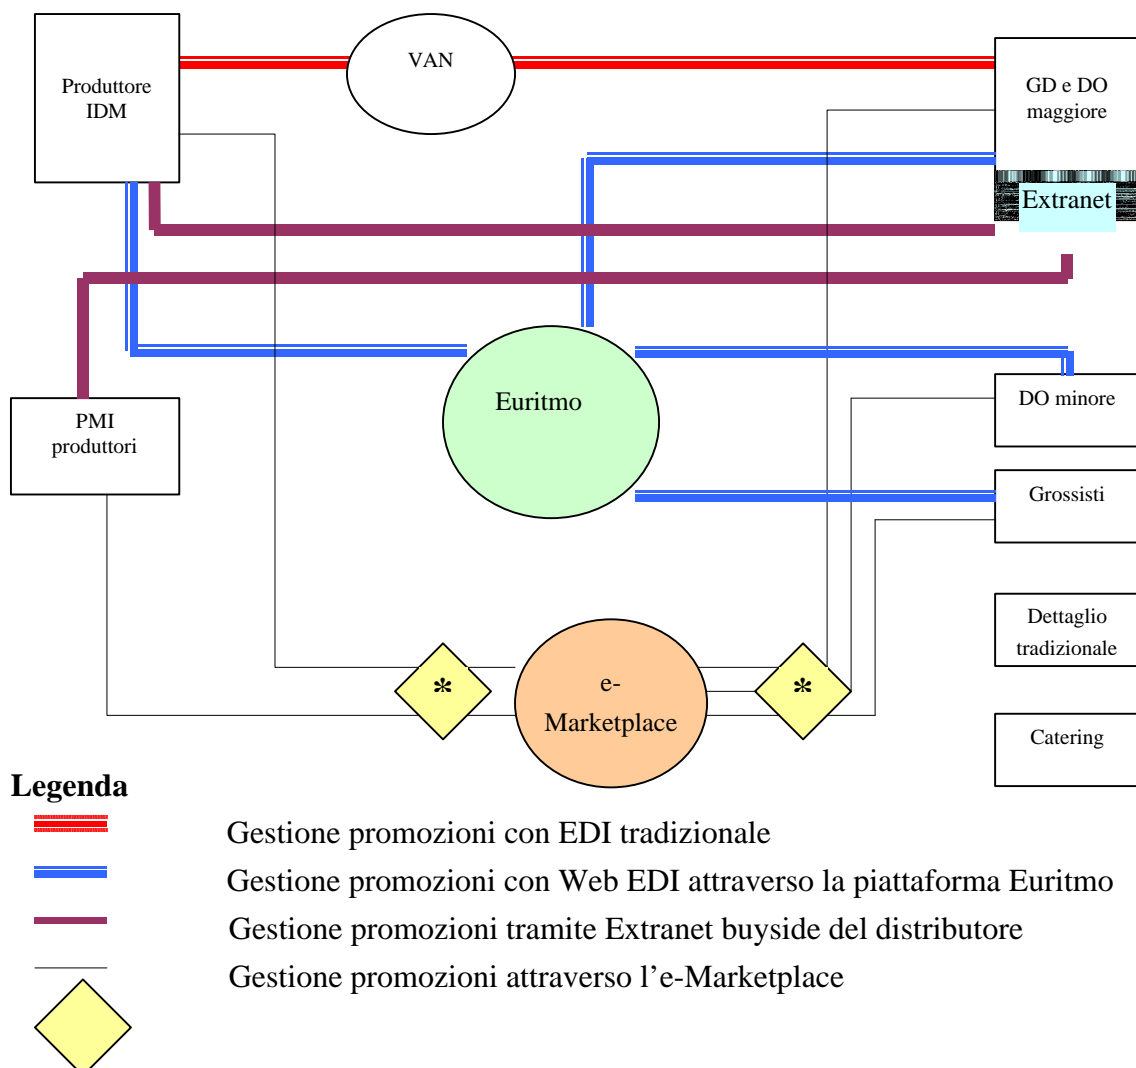 VAN
Produttore
IDM
GD e DO
maggiore
Extranet
Euritmo
DO minore
PMI
produttori
Grossisti
Dettaglio
tradizionale
e-
Marketplace
*
*
Catering
Legenda
Gestione promozioni con EDI tradizionale
Gestione promozioni con Web EDI attraverso la piattaforma Euritmo
Gestione promozioni tramite Extranet buyside del distributore
Gestione promozioni attraverso l’e-Marketplace